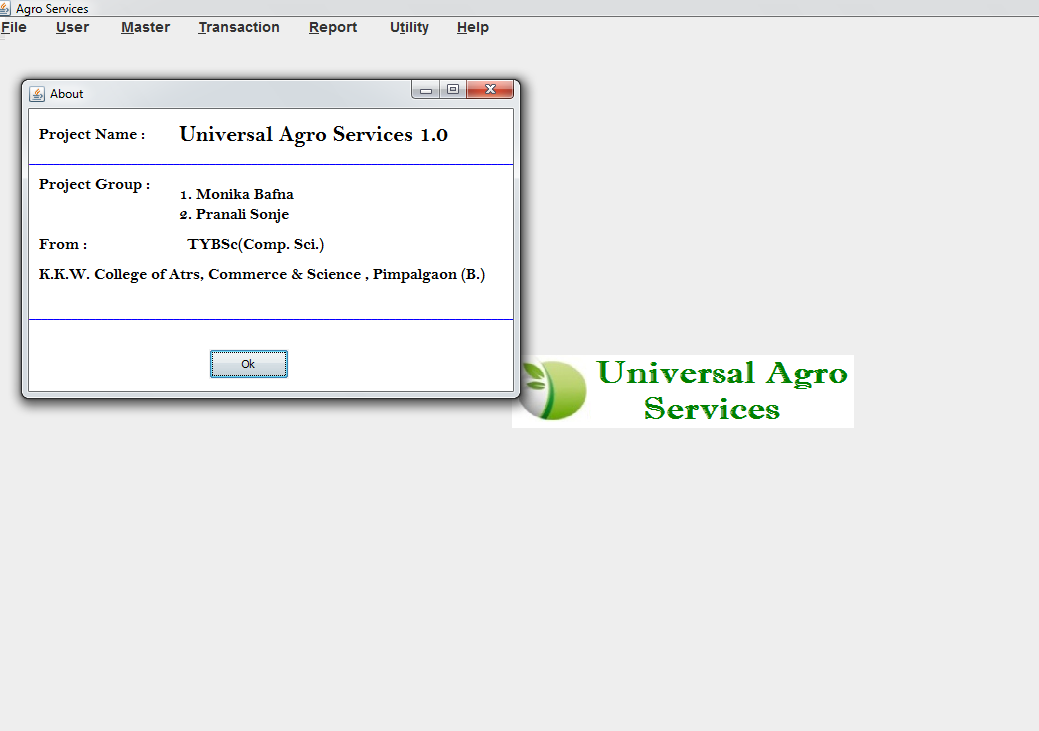 Agro Services
File User Master Transaction Report Utility Help
About
Project Name : Universal Agro Services 1.0
Project Group :
1. Monika Bafna
2. Pranali Sonje
From : TYBSc(Comp. Sci.)
K.K.W. College of Atrs, Commerce & Science , Pimpalgaon (B.)
Ok
Universal Agro
Services